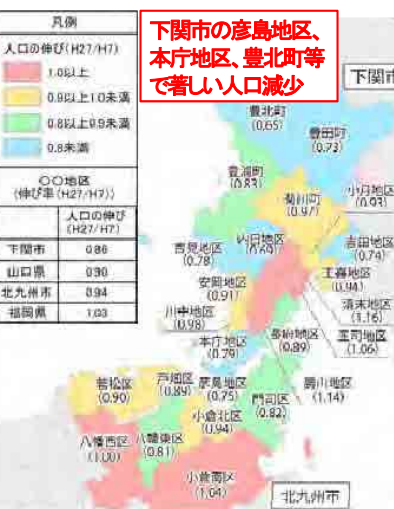 凡例
人口の伸び(H27/H7)
1.0以上
0.9以上1.0未満
0.8以上0.9未満
0.8未満
〇〇地区
(伸び率(H27/H7))
人口の伸び
(H27/H7)
下関市 0.86
山口県 0.90
北九州市 0.94
福岡県 1.03
下関市の彦島地区、
本庁地区、豊北町等
で著しい人口減少
下関市
豊北町
(0.65)
豊田町
(0.73)
豊浦町
(0.83)
菊川町
(0.97)
小月地区
(0.93)
吉見地区
(0.78)
内日地区
吉田地区
(0.74)
王喜地区
(0.94)
安岡地区
(0.91)
清末地区
(1.16)
川中地区
(0.98)
王司地区
(1.06)
長府地区
(0.89)
本庁地区
(0.79)
勝山地区
(1.14)
若松区
(0.90)
戸畑区
(0.89)
彦島地区
(0.75)
門司区
(0.82)
小倉北区
(0.94)
八幡西区
(1.00)
八幡東区
(0.81)
小倉南区
(1.04)
北九州市